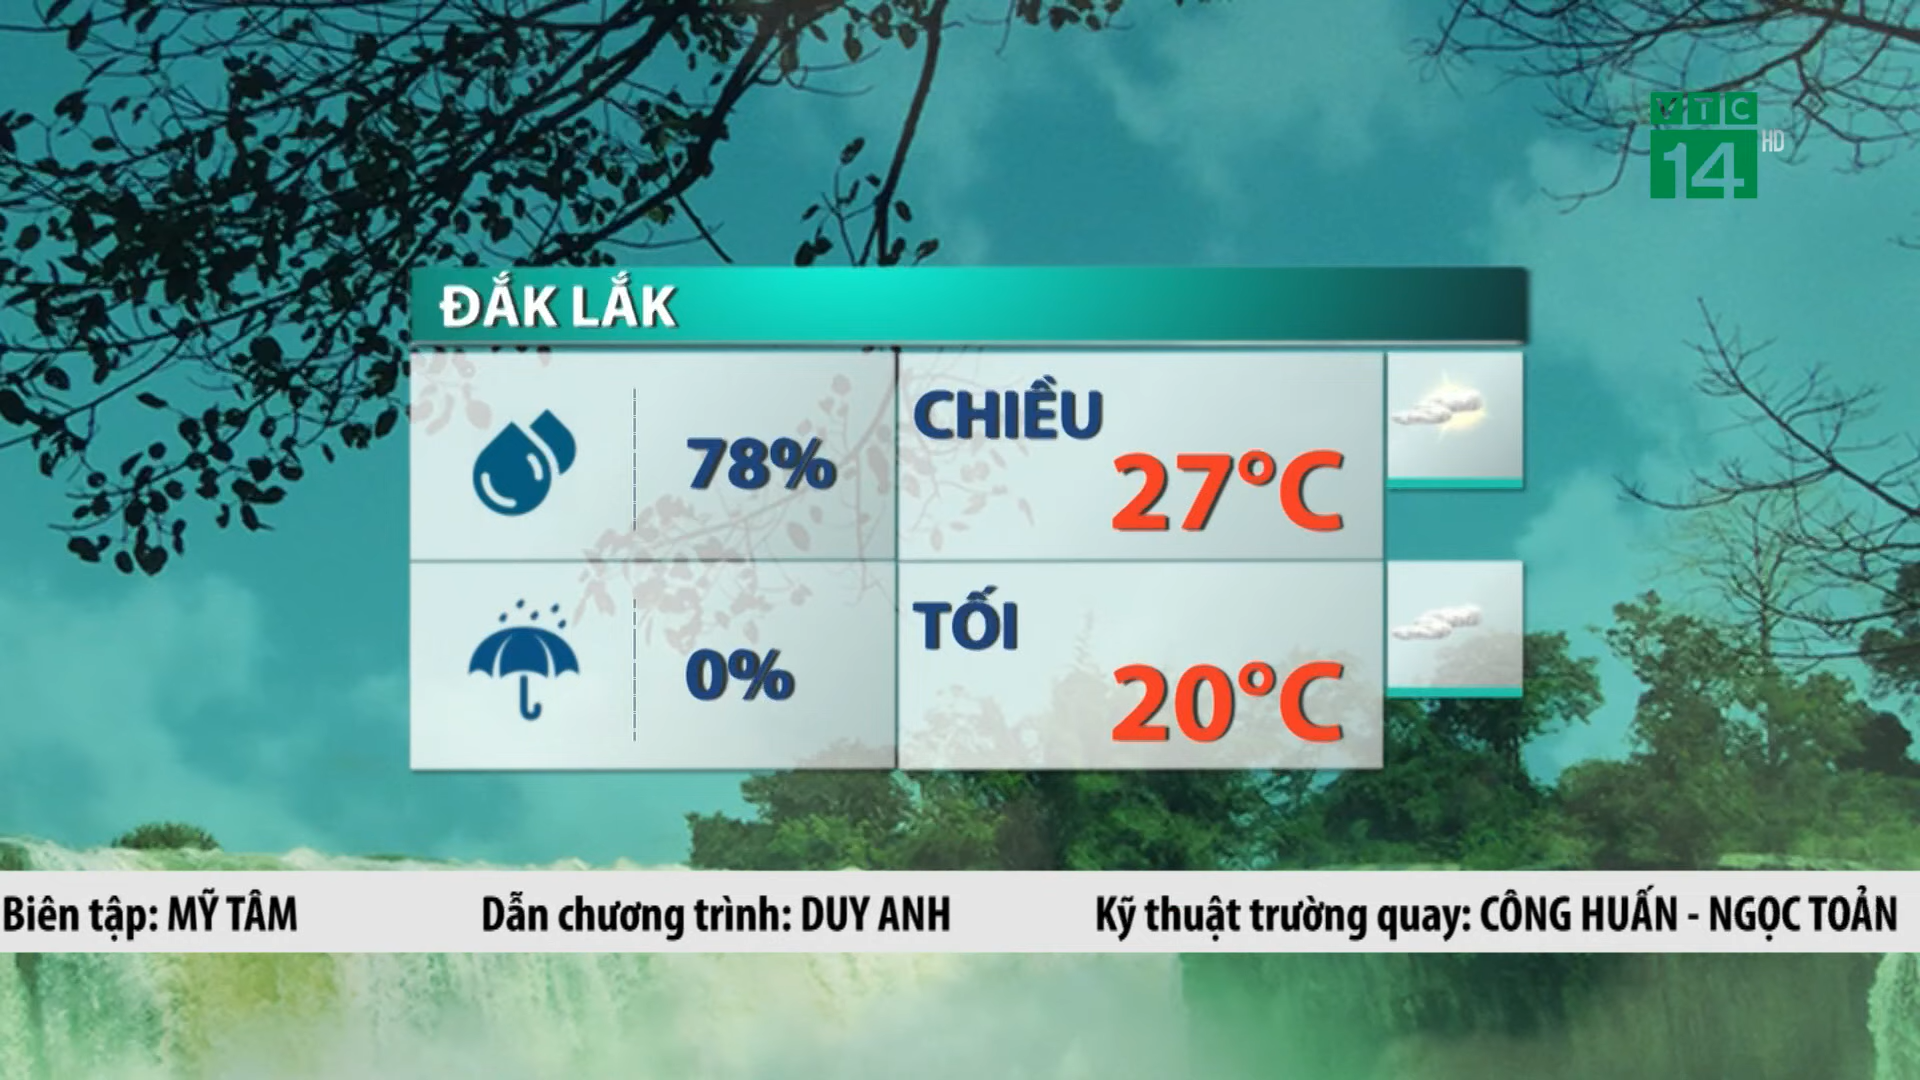 VTC
14 HD
ĐẮK LẮK
78%
CHIỀU
27°C
0%
TỐI
20°C
Biên tập: MỸ TÂM Dẫn chương trình: DUY ANH Kỹ thuật trường quay: CÔNG HUẤN - NGỌC TOẢN